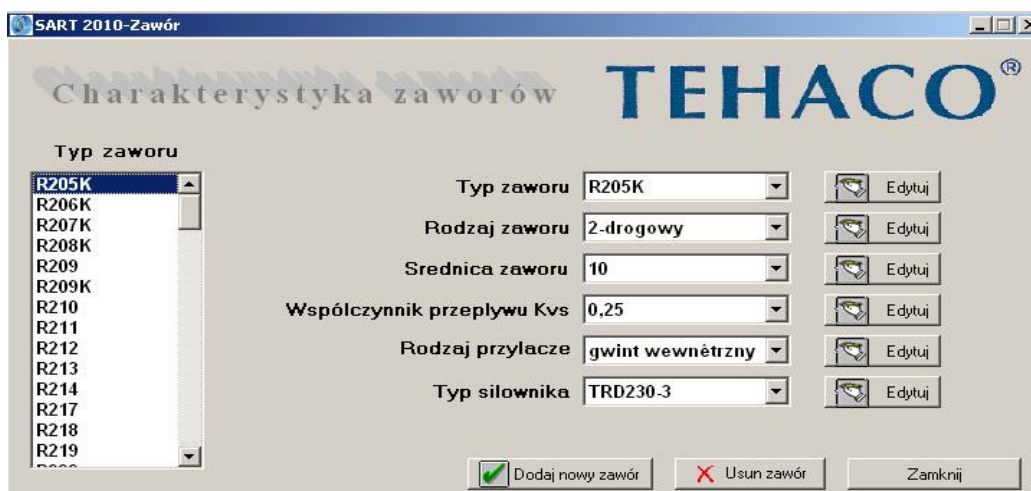 SART 2010-Zawór
Charakterystyka zaworów
TEHACO®
Typ zaworu
R205K
R206K
R207K
R208K
R209
R209K
R210
R211
R212
R213
R214
R217
R218
R219
Typ zaworu R205K Edytuj
Rodzaj zaworu 2-drogowy Edytuj
Srednica zaworu 10 Edytuj
Wspólczynnik przeplywu Kvs 0,25 Edytuj
Rodzaj przylacze gwint wewnêtrzny Edytuj
Typ silownika TRD230-3 Edytuj
Dodaj nowy zawór Usun zawór Zamknij